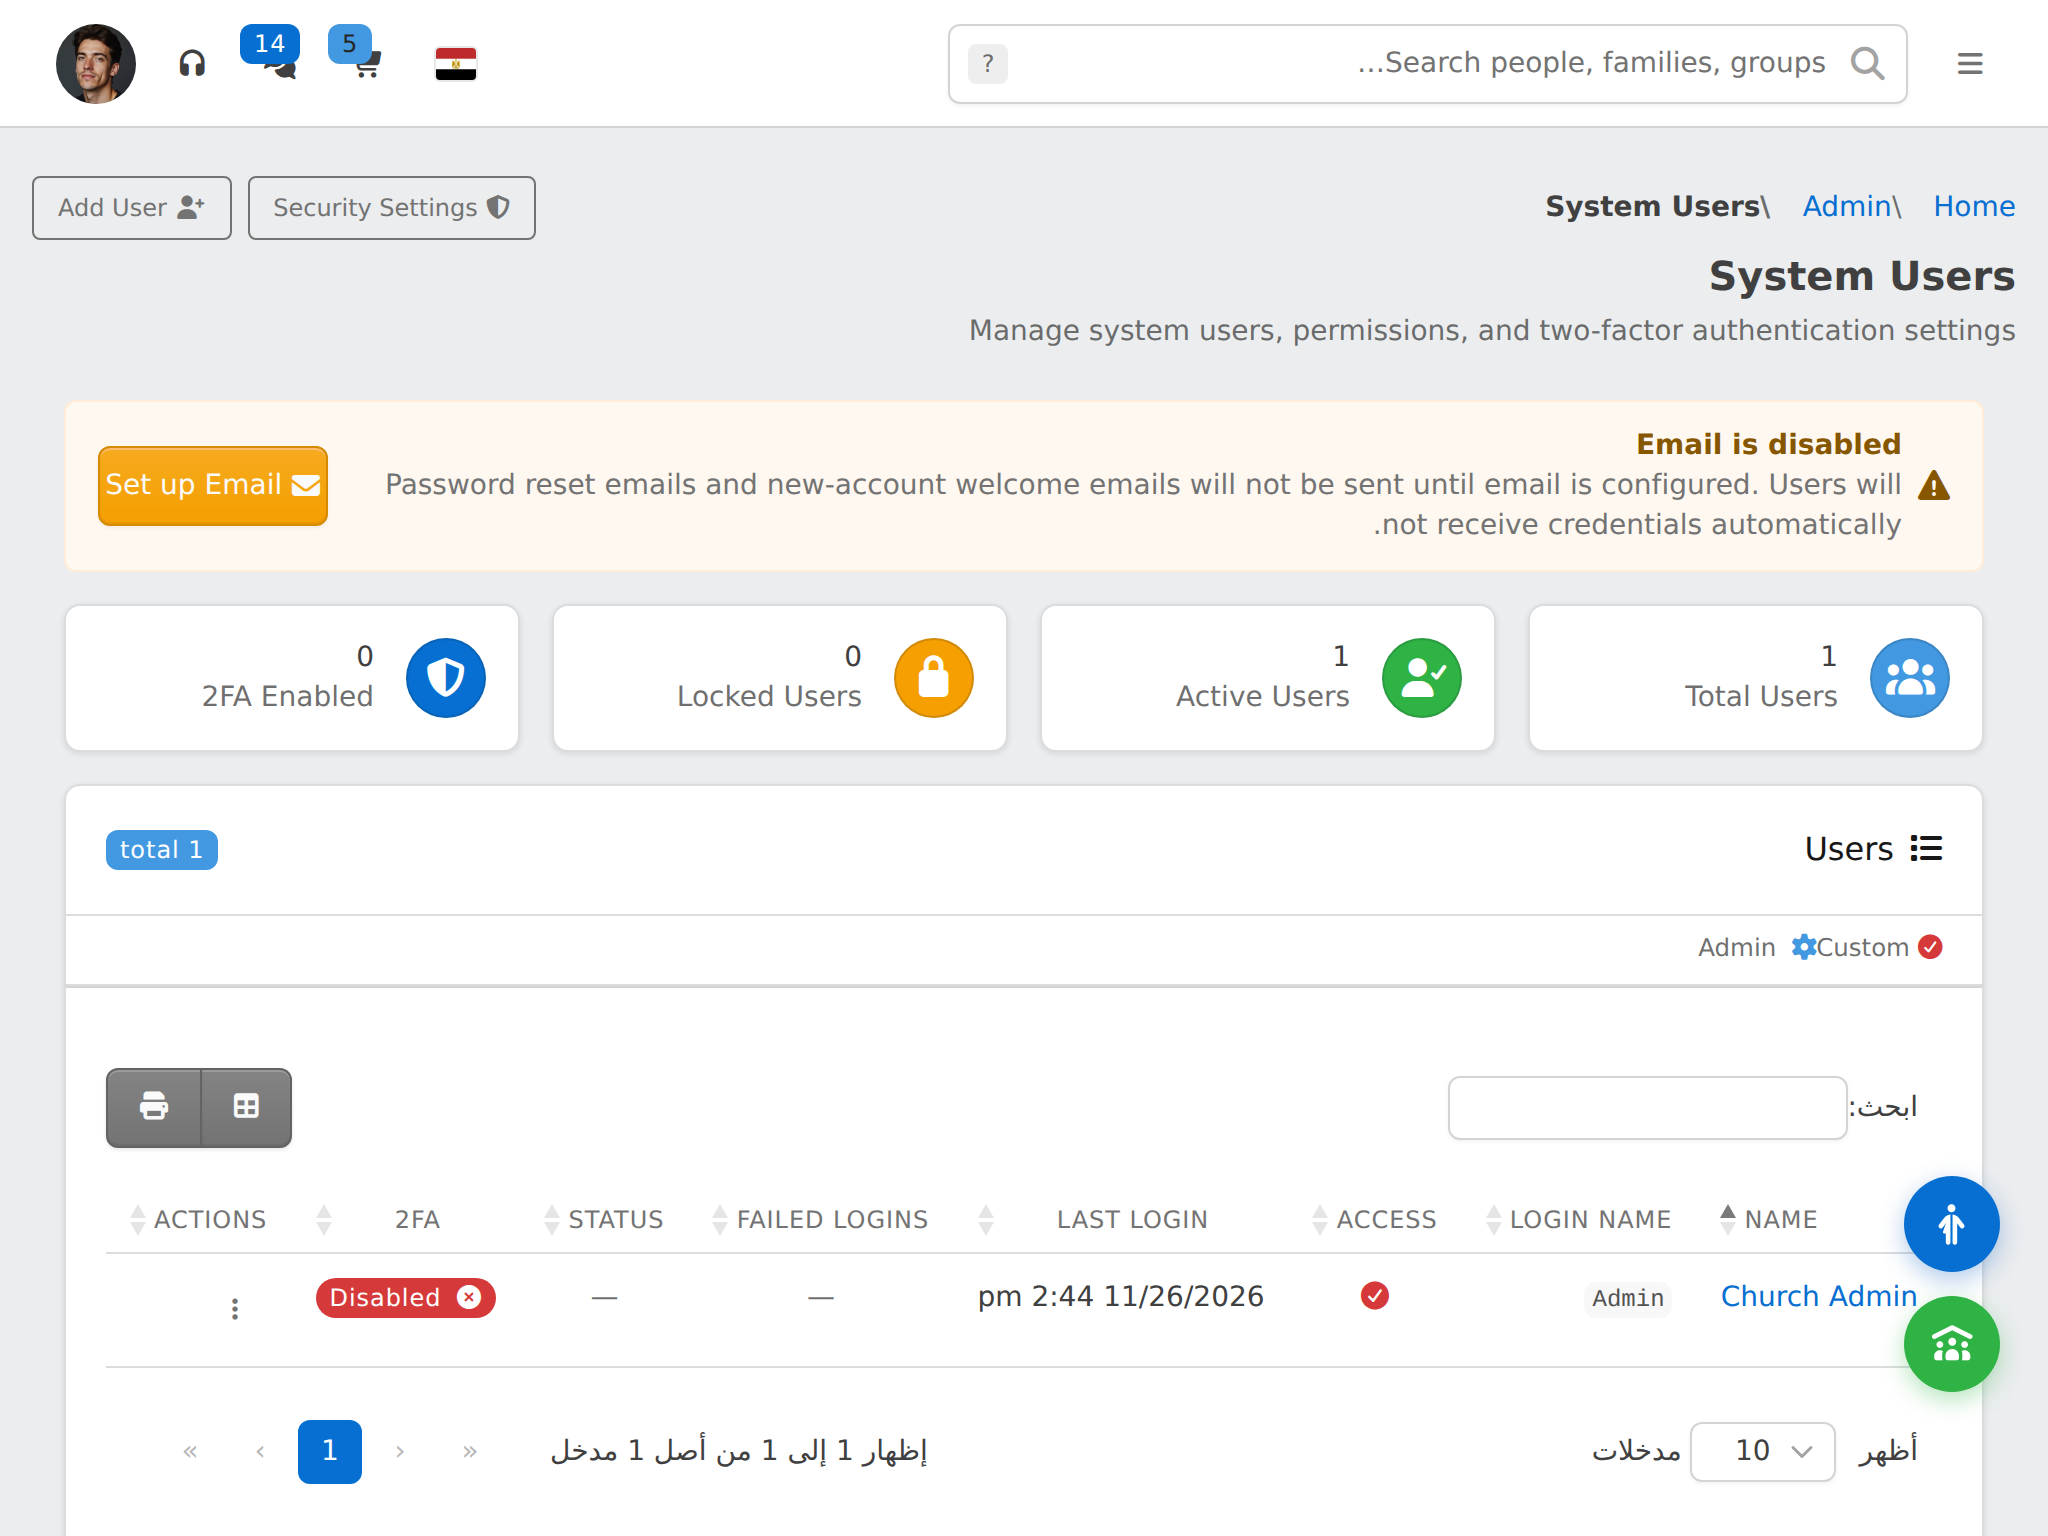 14
5
...Search people, families, groups
?
Home
Admin\
System Users\
Security Settings
Add User
System Users
Manage system users, permissions, and two-factor authentication settings
Email is disabled
Password reset emails and new-account welcome emails will not be sent until email is configured. Users will
.not receive credentials automatically
Set up Email
1
Total Users
1
Active Users
0
Locked Users
0
2FA Enabled
Users
total 1
Custom
Admin
ابحث:
NAME
LOGIN NAME
ACCESS
LAST LOGIN
FAILED LOGINS
STATUS
2FA
ACTIONS
Church Admin
Admin
pm 2:44 11/26/2026
—
—
Disabled
أظهر
10
مدخلات
إظهار 1 إلى 1 من أصل 1 مدخل
»
›
1
‹
«